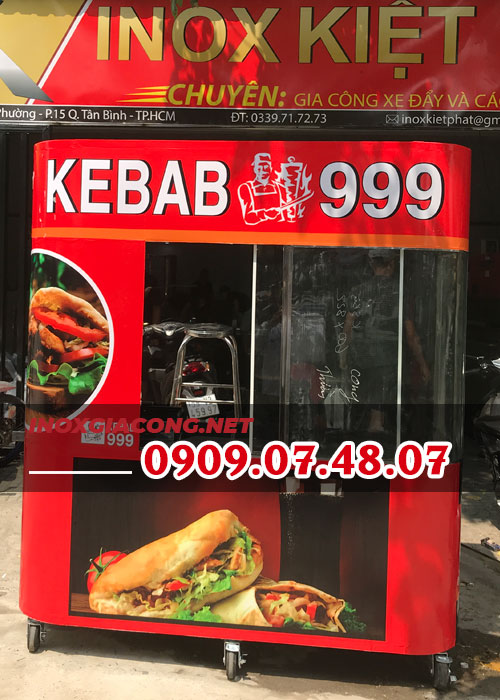 INOX KIỆT
CHUYÊN: GIA CÔNG XE ĐẨY VÀ CÁ
Phường - P.15 Q. Tân Bình - TP.HCM
ĐT: 0339.71.72.73
inoxkietphat@gm
KEBAB 999
INOXGIACONG.NET
999
0909.07.48.07